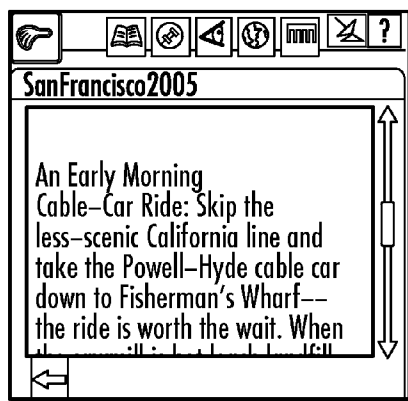 ?
SanFrancisco2005
An Early Morning
Cable–Car Ride: Skip the
less–scenic California line and
take the Powell–Hyde cable car
down to Fisherman's Wharf––
the ride is worth the wait. When